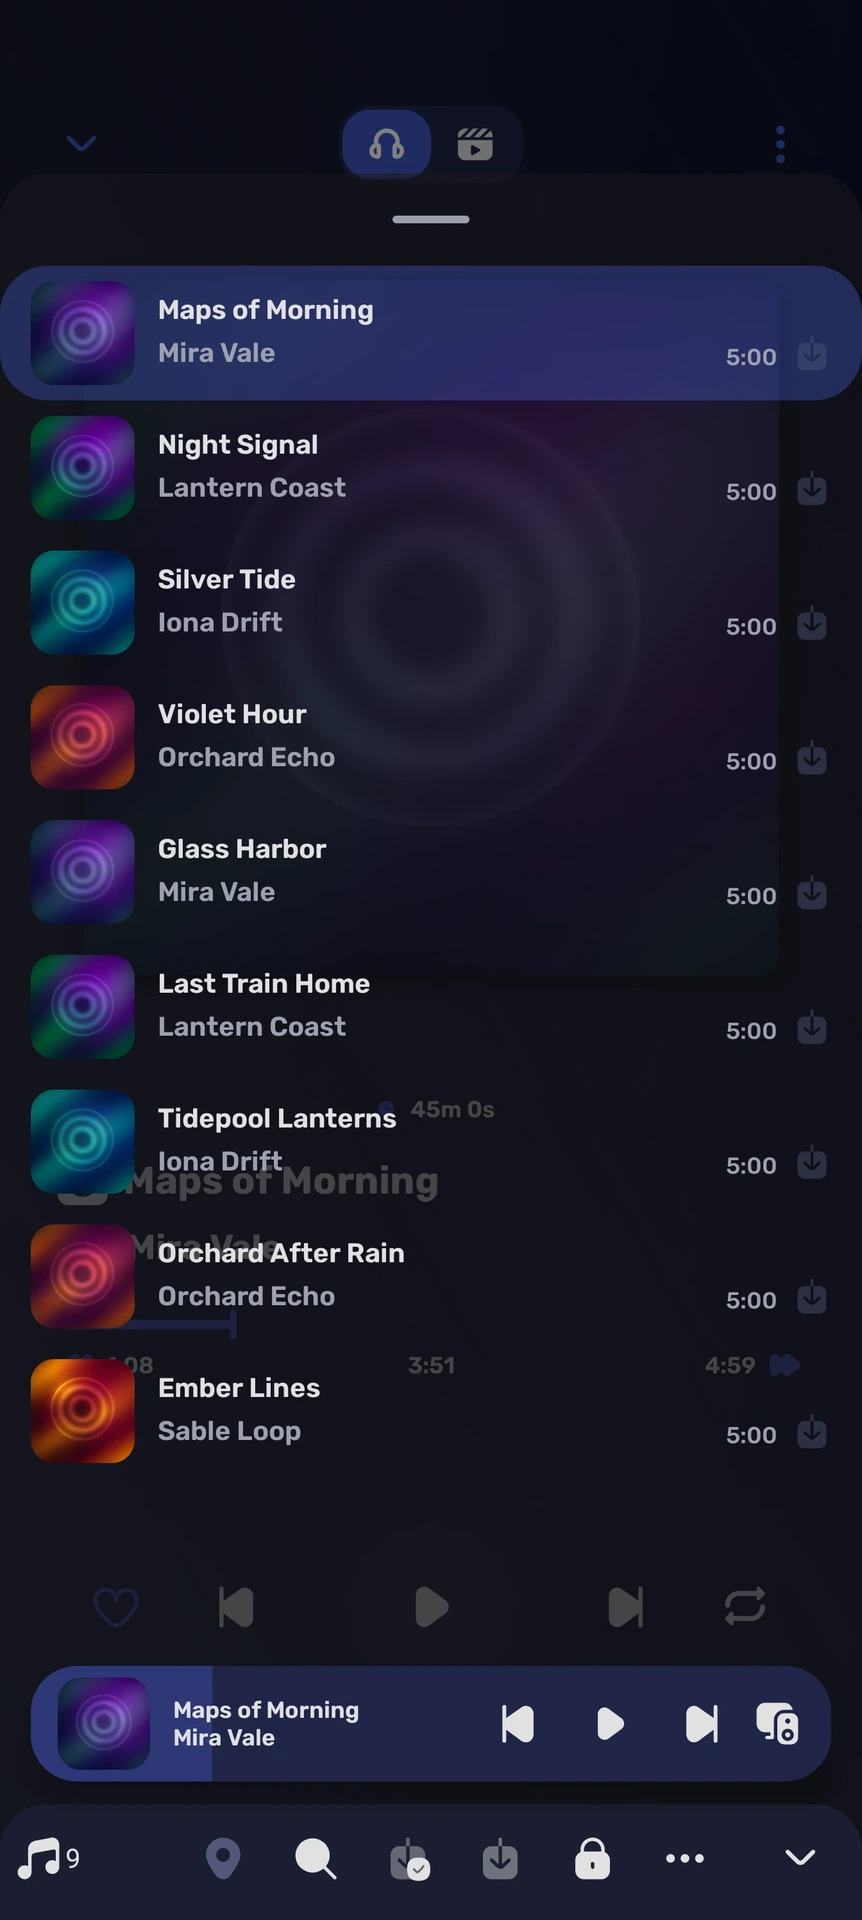 Maps of Morning
Mira Vale
5:00
Night Signal
Lantern Coast
5:00
Silver Tide
Iona Drift
5:00
Violet Hour
Orchard Echo
5:00
Glass Harbor
Mira Vale
5:00
Last Train Home
Lantern Coast
5:00
45m 0s
Tidepool Lanterns
Iona Drift
5:00
Maps of Morning
Mira Vale
Orchard After Rain
Orchard Echo
5:00
3:51
4:59
Ember Lines
Sable Loop
5:00
Maps of Morning
Mira Vale
9